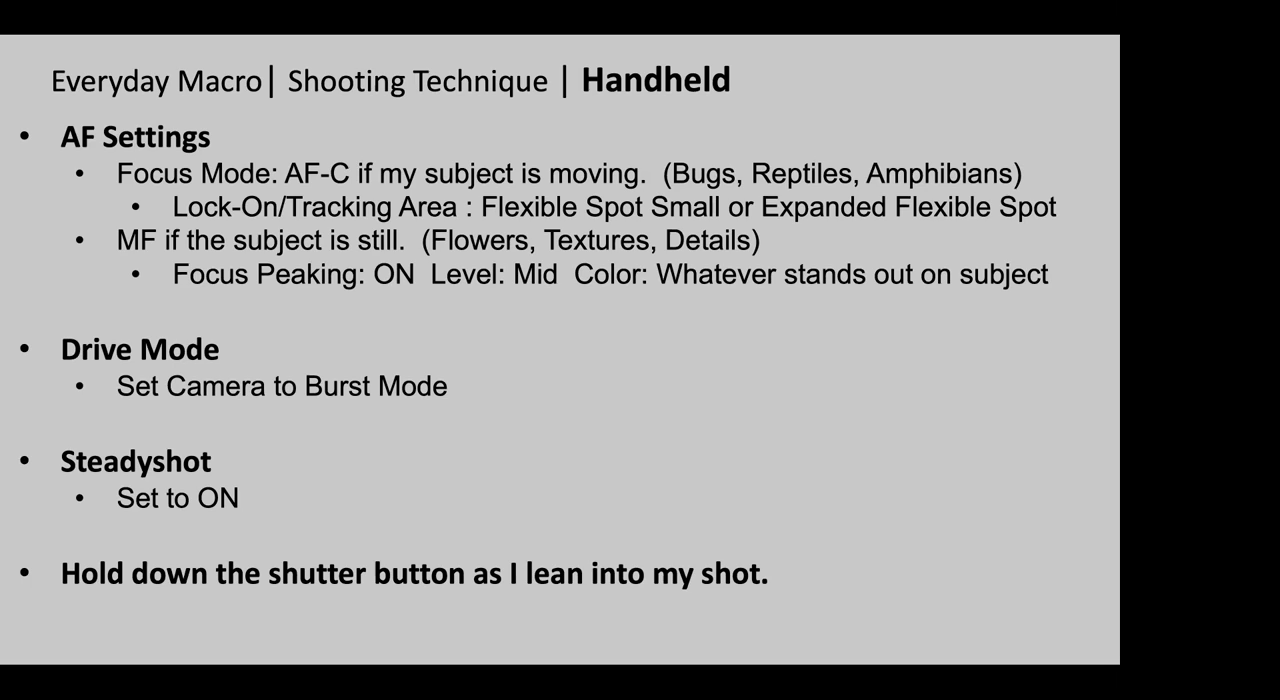 Everyday Macro| Shooting Technique | Handheld
• AF Settings
• Focus Mode: AF-C if my subject is moving.  (Bugs, Reptiles, Amphibians)
• Lock-On/Tracking Area : Flexible Spot Small or Expanded Flexible Spot
• MF if the subject is still.  (Flowers, Textures, Details)
• Focus Peaking: ON  Level: Mid  Color: Whatever stands out on subject
• Drive Mode
• Set Camera to Burst Mode
• Steadyshot
• Set to ON
• Hold down the shutter button as I lean into my shot.